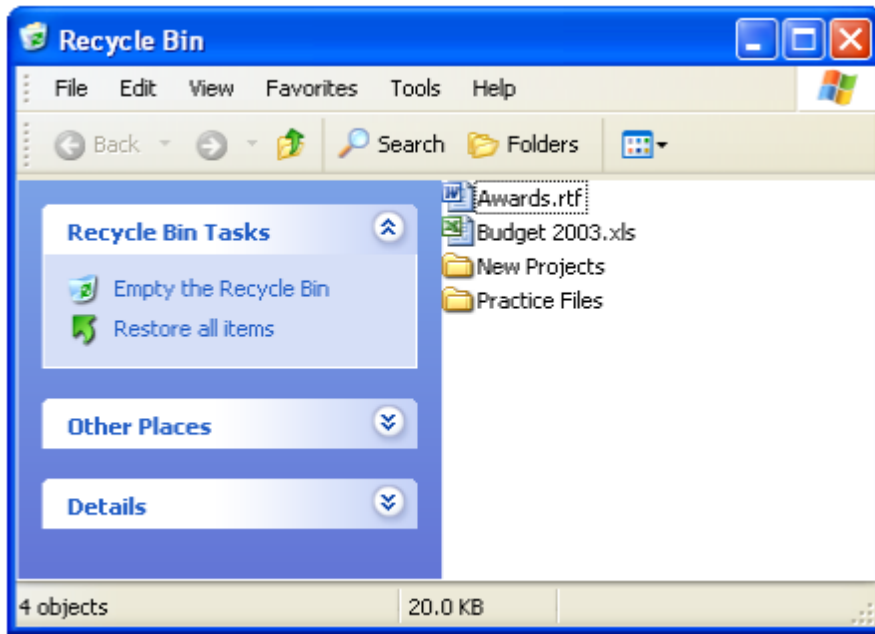 Recycle Bin
File Edit View Favorites Tools Help
Back Search Folders
Recycle Bin Tasks
Empty the Recycle Bin
Restore all items
Other Places
Details
Awards.rtf
Budget 2003.xls
New Projects
Practice Files
4 objects 20.0 KB